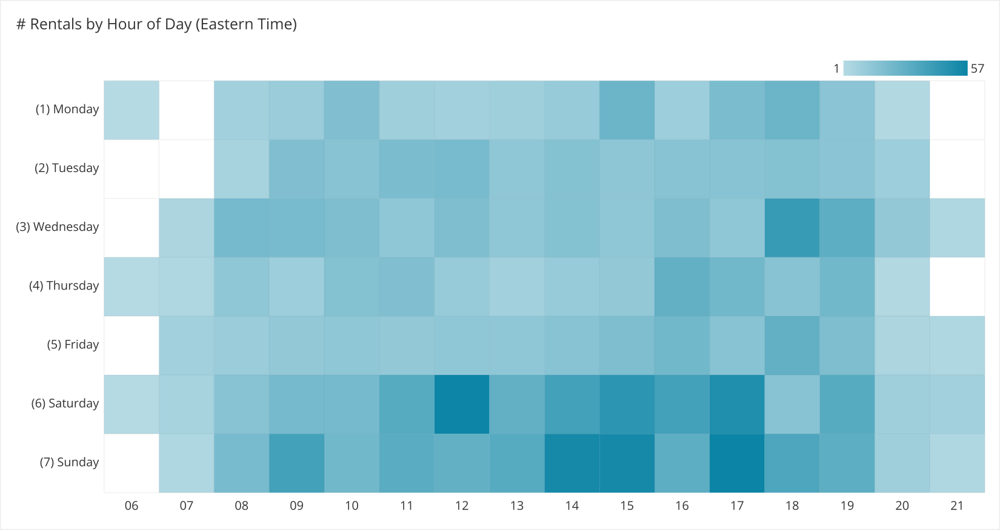 # Rentals by Hour of Day (Eastern Time)
1 57
(1) Monday
(2) Tuesday
(3) Wednesday
(4) Thursday
(5) Friday
(6) Saturday
(7) Sunday
06 07 08 09 10 11 12 13 14 15 16 17 18 19 20 21